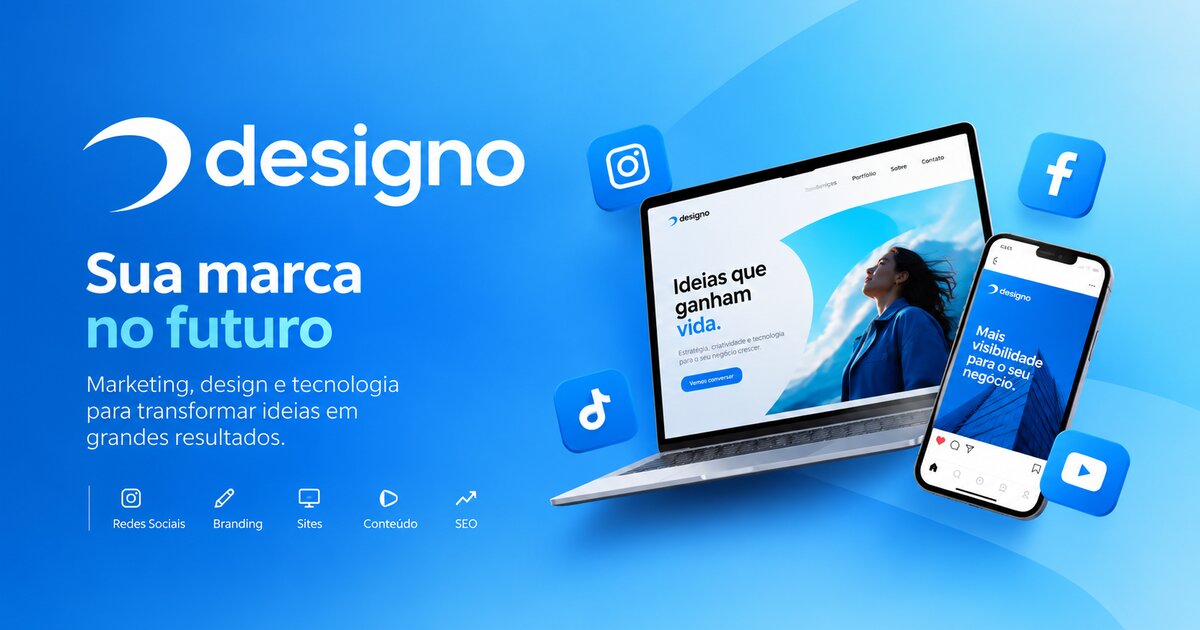 designo
Sua marca
no futuro
Marketing, design e tecnologia
para transformar ideias em
grandes resultados.
Redes Sociais
Branding
Sites
Conteúdo
SEO
Portfólio
Sobre
Contato
designo
Ideias que
ganham
vida.
Estratégia, criatividade e tecnologia
para o seu negócio crescer.
Vemos conversar
designo
Mais
visibilidade
para o seu
negócio.